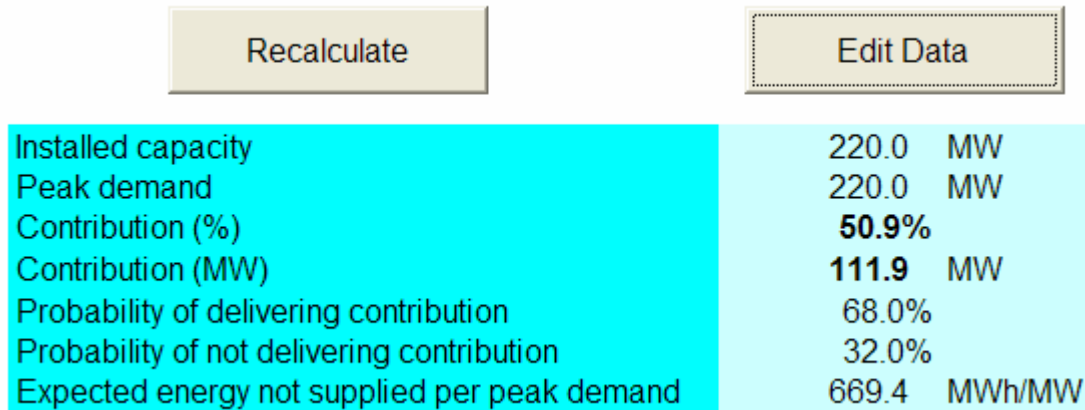 Recalculate Edit Data
Installed capacity 220.0 MW
Peak demand 220.0 MW
Contribution (%) 50.9%
Contribution (MW) 111.9 MW
Probability of delivering contribution 68.0%
Probability of not delivering contribution 32.0%
Expected energy not supplied per peak demand 669.4 MWh/MW